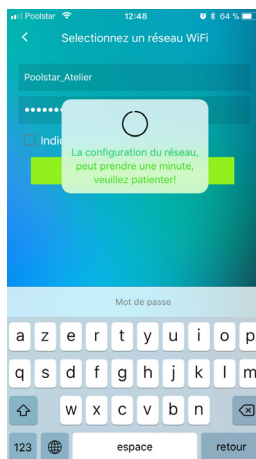 Poolstar 12:48 64 %
Selectionnez un réseau WiFi
Poolstar_Atelier
Indi
La configuration du réseau,
peut prendre une minute,
veuillez patienter!
Mot de passe
a z e r t y u i o p
q s d f g h j k l m
w x c v b n
123 espace retour